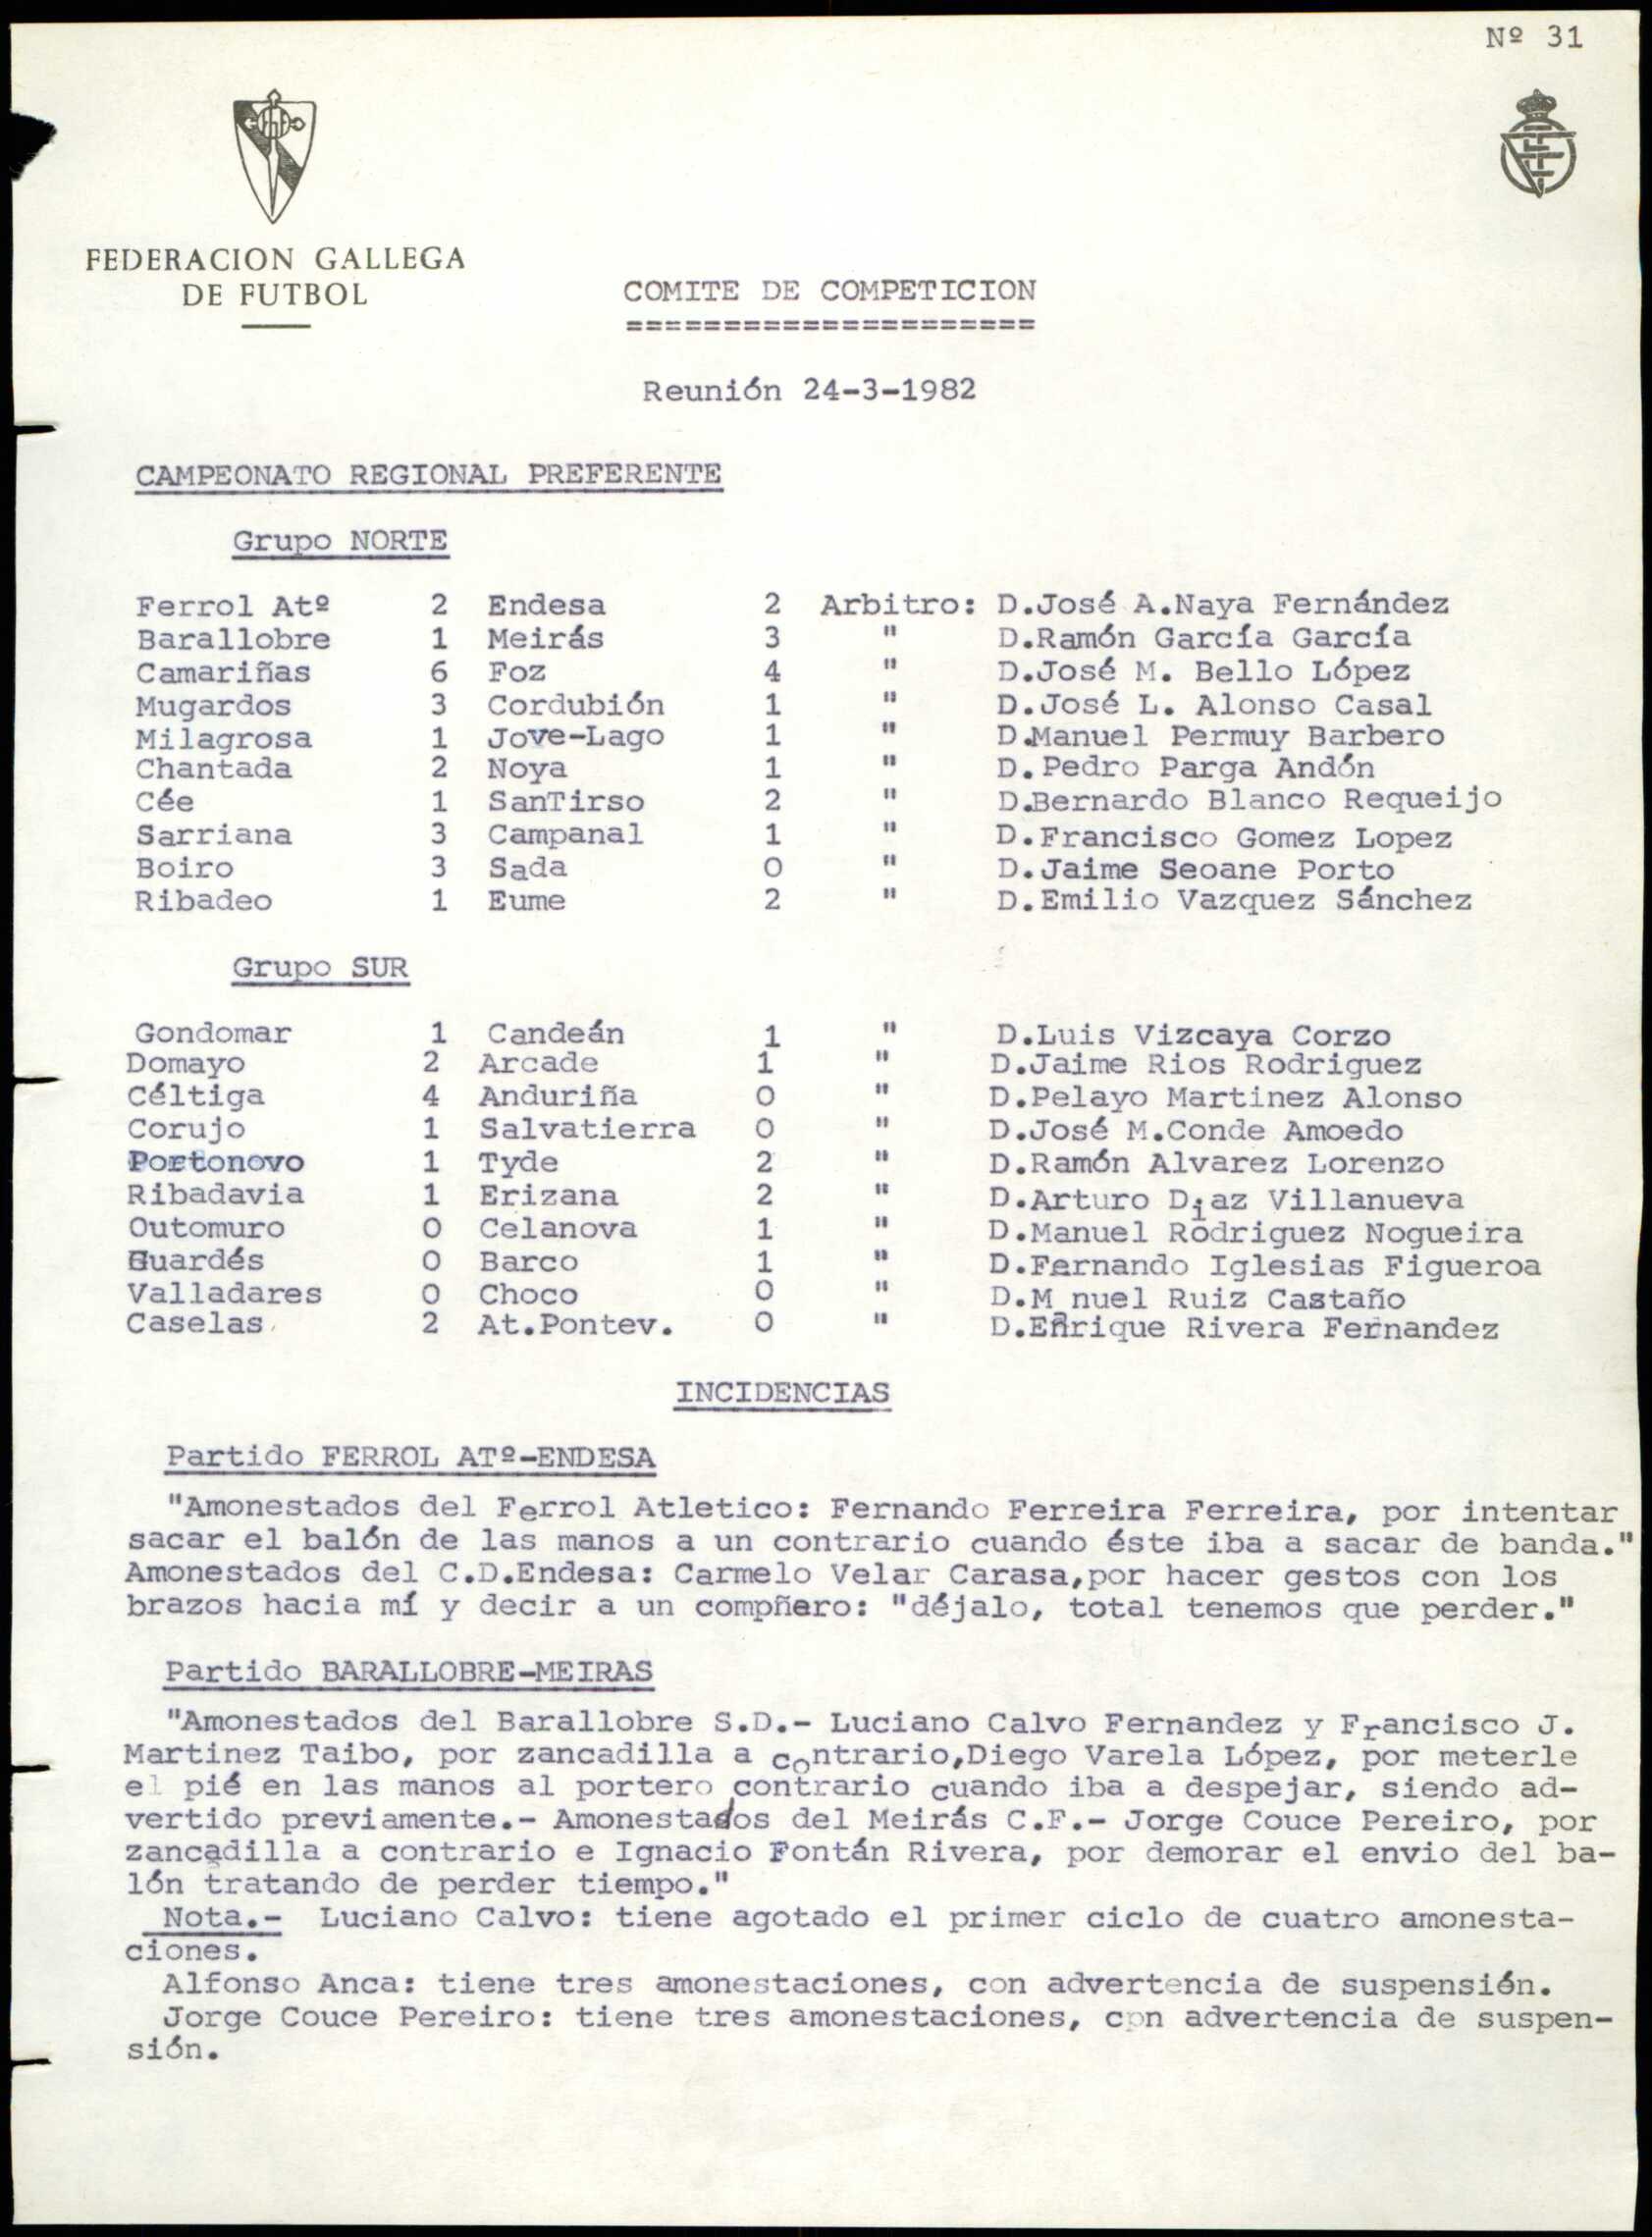 Nº 31
FEDERACION GALLEGA
DE FUTBOL
COMITE DE COMPETICION
=====================
Reunión 24-3-1982
CAMPEONATO REGIONAL PREFERENTE
Grupo NORTE
Ferrol Atº 2 Endesa 2 Arbitro: D.José A.Naya Fernández
Barallobre 1 Meirás 3 " D.Ramón García García
Camariñas 6 Foz 4 " D.José M. Bello López
Mugardos 3 Cordubión 1 " D.José L. Alonso Casal
Milagrosa 1 Jove-Lago 1 " D.Manuel Permuy Barbero
Chantada 2 Noya 1 " D.Pedro Parga Andón
Cée 1 SanTirso 2 " D.Bernardo Blanco Requeijo
Sarriana 3 Campanal 1 " D.Francisco Gomez Lopez
Boiro 3 Sada 0 " D.Jaime Seoane Porto
Ribadeo 1 Eume 2 " D.Emilio Vazquez Sánchez
Grupo SUR
Gondomar 1 Candeán 1 " D.Luis Vizcaya Corzo
Domayo 2 Arcade 1 " D.Jaime Rios Rodriguez
Céltiga 4 Anduriña 0 " D.Pelayo Martinez Alonso
Corujo 1 Salvatierra 0 " D.José M.Conde Amoedo
Portonovo 1 Tyde 2 " D.Ramón Alvarez Lorenzo
Ribadavia 1 Erizana 2 " D.Arturo Diaz Villanueva
Outomuro 0 Celanova 1 " D.Manuel Rodriguez Nogueira
Guardés 0 Barco 1 " D.Fernando Iglesias Figueroa
Valladares 0 Choco 0 " D.M nuel Ruiz Castaño
Caselas 2 At.Pontev. 0 " D.Enrique Rivera Fernandez
INCIDENCIAS
Partido FERROL ATº-ENDESA
"Amonestados del Ferrol Atletico: Fernando Ferreira Ferreira, por intentar
sacar el balón de las manos a un contrario cuando éste iba a sacar de banda."
Amonestados del C.D.Endesa: Carmelo Velar Carasa,por hacer gestos con los
brazos hacia mí y decir a un compñero: "déjalo, total tenemos que perder."
Partido BARALLOBRE-MEIRAS
"Amonestados del Barallobre S.D.- Luciano Calvo Fernandez y Francisco J.
Martinez Taibo, por zancadilla a contrario,Diego Varela López, por meterle
el pié en las manos al portero contrario cuando iba a despejar, siendo ad-
vertido previamente.- Amonestados del Meirás C.F.- Jorge Couce Pereiro, por
zancadilla a contrario e Ignacio Fontán Rivera, por demorar el envio del ba-
lón tratando de perder tiempo."
Nota.- Luciano Calvo: tiene agotado el primer ciclo de cuatro amonesta-
ciones.
Alfonso Anca: tiene tres amonestaciones, con advertencia de suspensión.
Jorge Couce Pereiro: tiene tres amonestaciones, con advertencia de suspen-
sión.